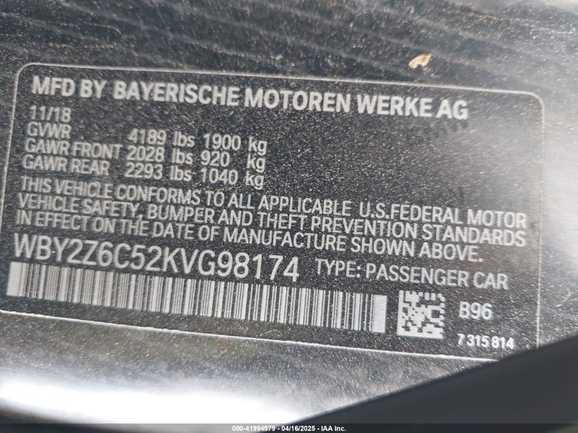 MFD BY BAYERISCHE MOTOREN WERKE AG
11/18
GVWR 4189 lbs 1900 kg
GAWR FRONT 2028 lbs 920 kg
GAWR REAR 2293 lbs 1040 kg
THIS VEHICLE CONFORMS TO ALL APPLICABLE U.S.FEDERAL MOTOR
VEHICLE SAFETY, BUMPER AND THEFT PREVENTION STANDARDS
IN EFFECT ON THE DATE OF MANUFACTURE SHOWN ABOVE.
WBY2Z6C52KVG98174 TYPE: PASSENGER CAR
B96
7 315 814
000-41994979 - 04/16/2025 - IAA Inc.